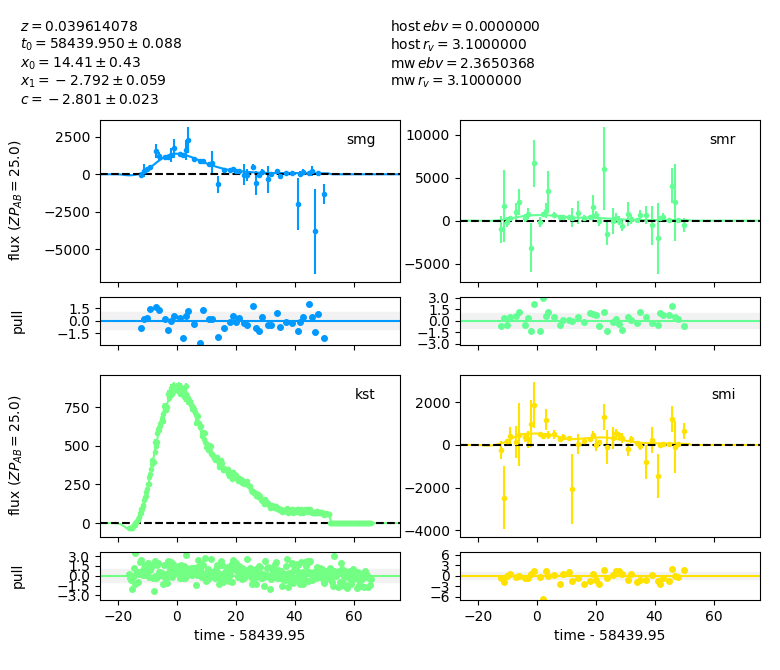 z = 0.039614078
t₀ = 58439.950 ± 0.088
x₀ = 14.41 ± 0.43
x₁ = −2.792 ± 0.059
c = −2.801 ± 0.023
host ebv = 0.0000000
host r_v = 3.1000000
mw ebv = 2.3650368
mw r_v = 3.1000000
flux (ZP_AB = 25.0)
2500
0
−2500
−5000
smg
10000
5000
0
−5000
smr
pull
1.5
0.0
−1.5
3.0
1.5
0.0
−1.5
−3.0
flux (ZP_AB = 25.0)
750
500
250
0
kst
2000
0
−2000
−4000
smi
pull
3.0
1.5
0.0
−1.5
−3.0
6
3
0
−3
−6
−20 0 20 40 60
−20 0 20 40 60
time - 58439.95
time - 58439.95